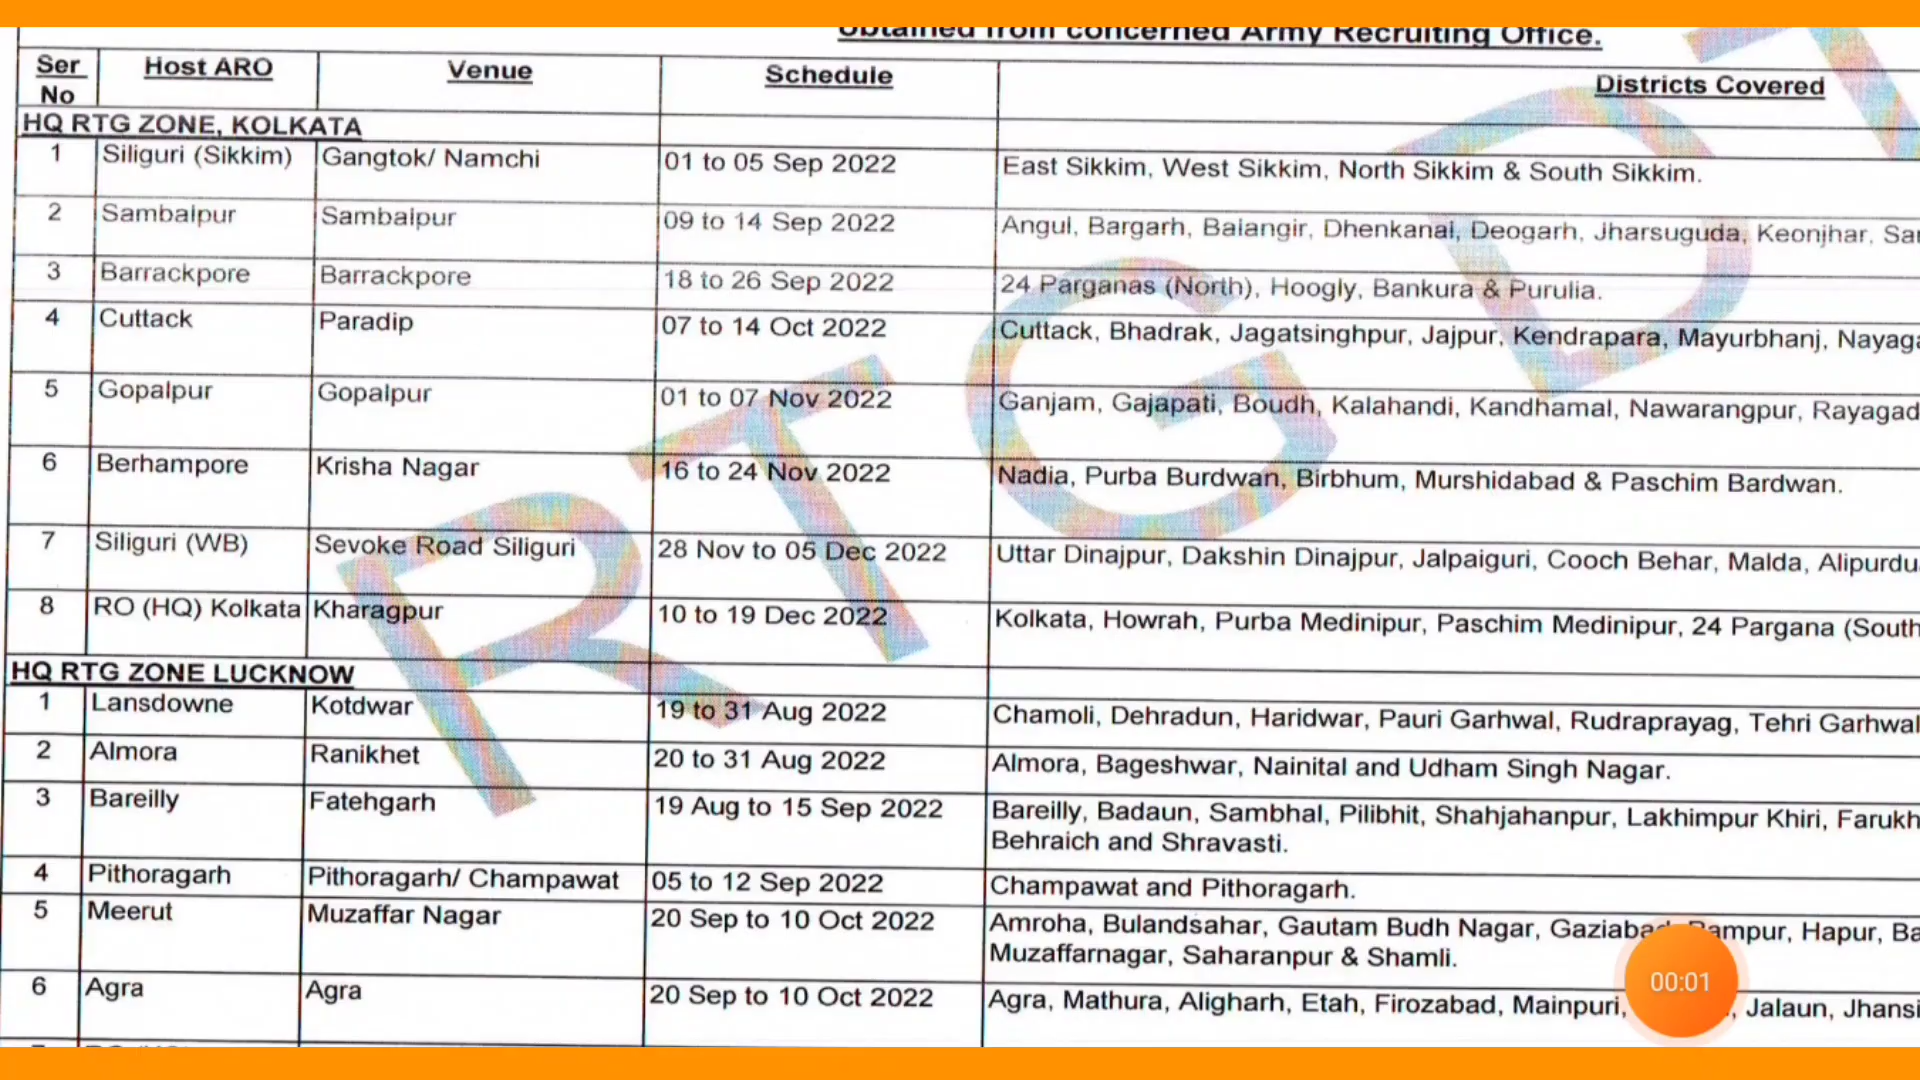 Obtained from concerned Army Recruiting Office.
Ser No Host ARO Venue Schedule Districts Covered
HQ RTG ZONE, KOLKATA
1 Siliguri (Sikkim) Gangtok/ Namchi 01 to 05 Sep 2022 East Sikkim, West Sikkim, North Sikkim & South Sikkim.
2 Sambalpur Sambalpur 09 to 14 Sep 2022 Angul, Bargarh, Balangir, Dhenkanal, Deogarh, Jharsuguda, Keonjhar,
3 Barrackpore Barrackpore 18 to 26 Sep 2022 24 Parganas (North), Hoogly, Bankura & Purulia.
4 Cuttack Paradip 07 to 14 Oct 2022 Cuttack, Bhadrak, Jagatsinghpur, Jajpur, Kendrapara, Mayurbhanj,
5 Gopalpur Gopalpur 01 to 07 Nov 2022 Ganjam, Gajapati, Boudh, Kalahandi, Kandhamal, Nawarangpur,
6 Berhampore Krisha Nagar 16 to 24 Nov 2022 Nadia, Purba Burdwan, Birbhum, Murshidabad & Paschim Bardwan.
7 Siliguri (WB) Sevoke Road Siliguri 28 Nov to 05 Dec 2022 Uttar Dinajpur, Dakshin Dinajpur, Jalpaiguri, Cooch Behar, Malda,
8 RO (HQ) Kolkata Kharagpur 10 to 19 Dec 2022 Kolkata, Howrah, Purba Medinipur, Paschim Medinipur, 24 Pargana (South
HQ RTG ZONE LUCKNOW
1 Lansdowne Kotdwar 19 to 31 Aug 2022 Chamoli, Dehradun, Haridwar, Pauri Garhwal, Rudraprayag, Tehri Garhwal
2 Almora Ranikhet 20 to 31 Aug 2022 Almora, Bageshwar, Nainital and Udham Singh Nagar.
3 Bareilly Fatehgarh 19 Aug to 15 Sep 2022 Bareilly, Badaun, Sambhal, Pilibhit, Shahjahanpur, Lakhimpur Khiri,
Behraich and Shravasti.
4 Pithoragarh Pithoragarh/ Champawat 05 to 12 Sep 2022 Champawat and Pithoragarh.
5 Meerut Muzaffar Nagar 20 Sep to 10 Oct 2022 Amroha, Bulandsahar, Gautam Budh Nagar, Hapur,
Muzaffarnagar, Saharanpur & Shamli.
6 Agra Agra 20 Sep to 10 Oct 2022 Agra, Mathura, Aligharh, Etah, Firozabad, Mainpuri, Jalaun,
RTG D
00:01